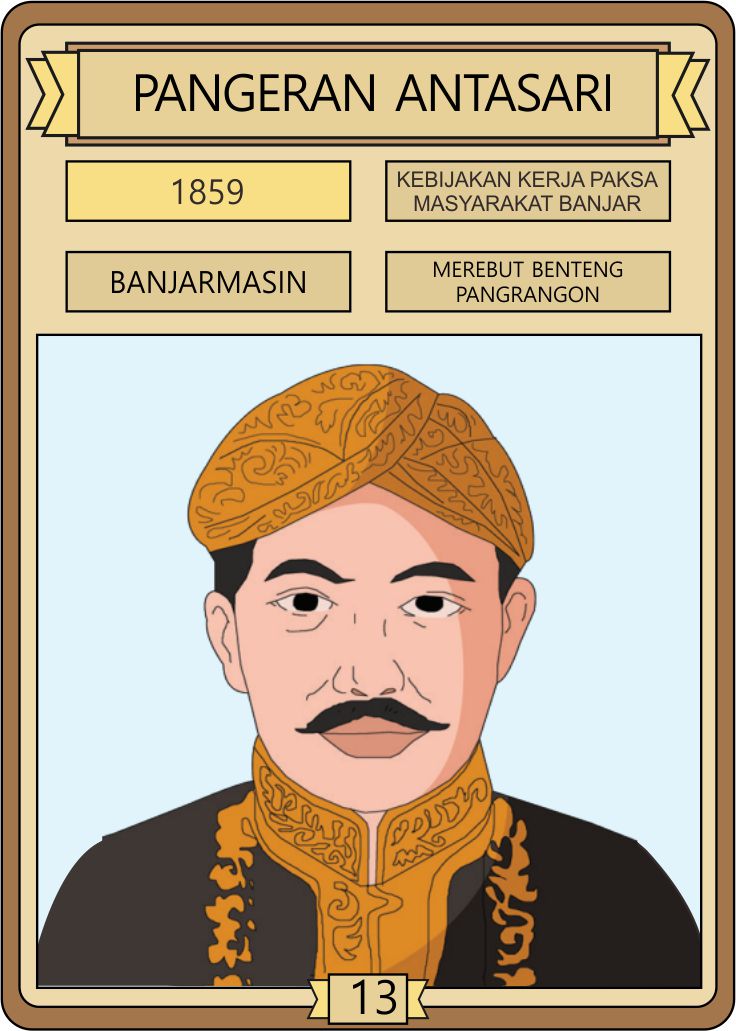 PANGERAN ANTASARI
1859
KEBIJAKAN KERJA PAKSA
MASYARAKAT BANJAR
BANJARMASIN
MEREBUT BENTENG
PANGRANGON
13